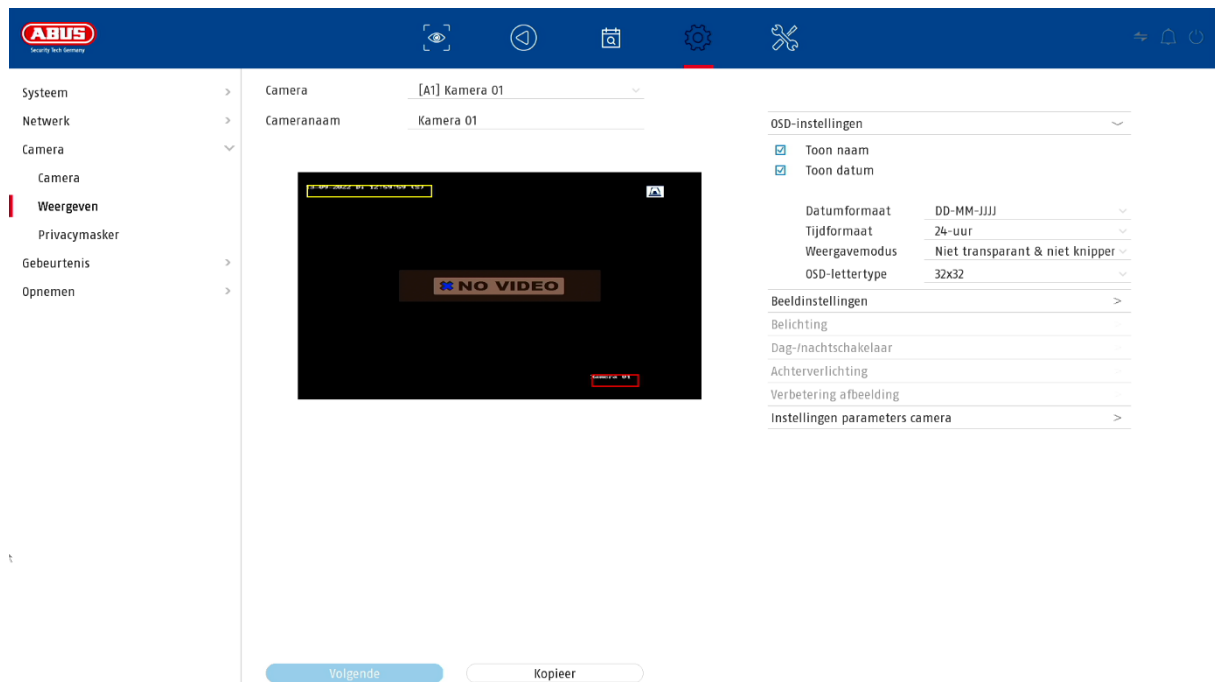 ABUS
Security Tech Germany
Systeem
Netwerk
Camera
Camera
Weergeven
Privacymasker
Gebeurtenis
Opnemen
Camera [A1] Kamera 01
Cameranaam Kamera 01
NO VIDEO
Kamera 01
OSD-instellingen
Toon naam
Toon datum
Datumformaat DD-MM-JJJJ
Tijdformaat 24-uur
Weergavemodus Niet transparant & niet knipper
OSD-lettertype 32x32
Beeldinstellingen
Belichting
Dag-/nachtschakelaar
Achterverlichting
Verbetering afbeelding
Instellingen parameters camera
Volgende
Kopieer